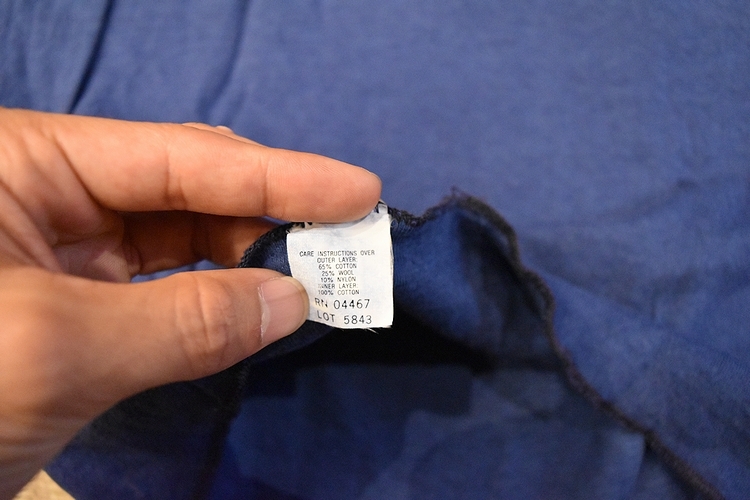 CARE INSTRUCTIONS OVER
OUTER LAYER:
65% COTTON
25% WOOL
10% NYLON
INNER LAYER:
100% COTTON
RN 04467
LOT 5843